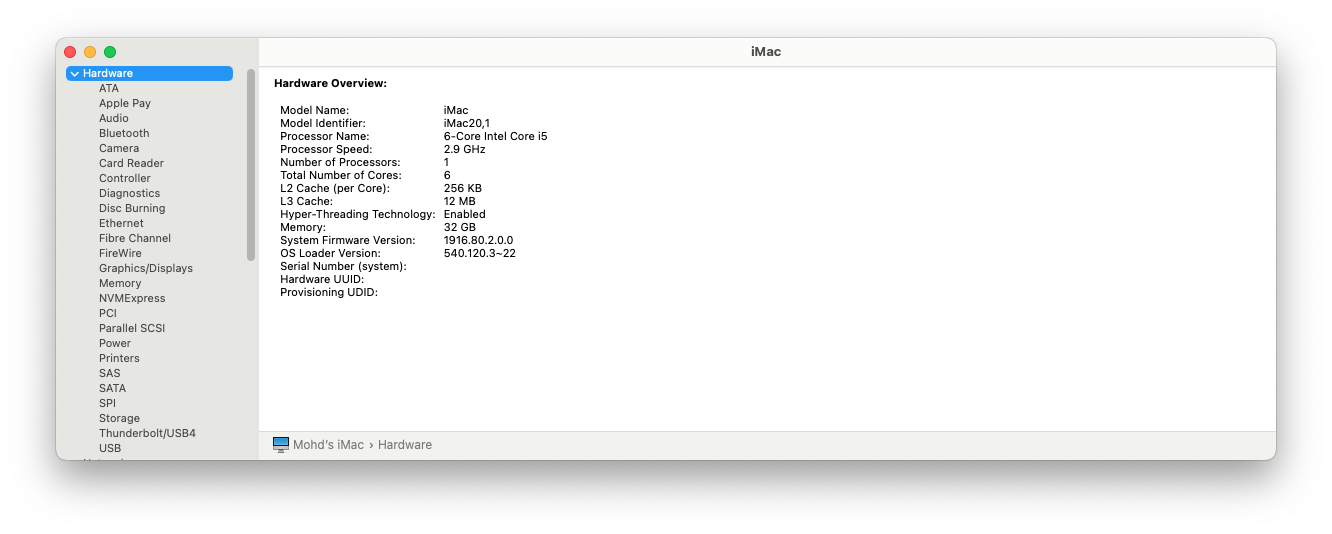 iMac
Hardware
ATA
Apple Pay
Audio
Bluetooth
Camera
Card Reader
Controller
Diagnostics
Disc Burning
Ethernet
Fibre Channel
FireWire
Graphics/Displays
Memory
NVMExpress
PCI
Parallel SCSI
Power
Printers
SAS
SATA
SPI
Storage
Thunderbolt/USB4
USB
Hardware Overview:
Model Name: iMac
Model Identifier: iMac20,1
Processor Name: 6-Core Intel Core i5
Processor Speed: 2.9 GHz
Number of Processors: 1
Total Number of Cores: 6
L2 Cache (per Core): 256 KB
L3 Cache: 12 MB
Hyper-Threading Technology: Enabled
Memory: 32 GB
System Firmware Version: 1916.80.2.0.0
OS Loader Version: 540.120.3~22
Serial Number (system):
Hardware UUID:
Provisioning UDID:
Mohd's iMac › Hardware